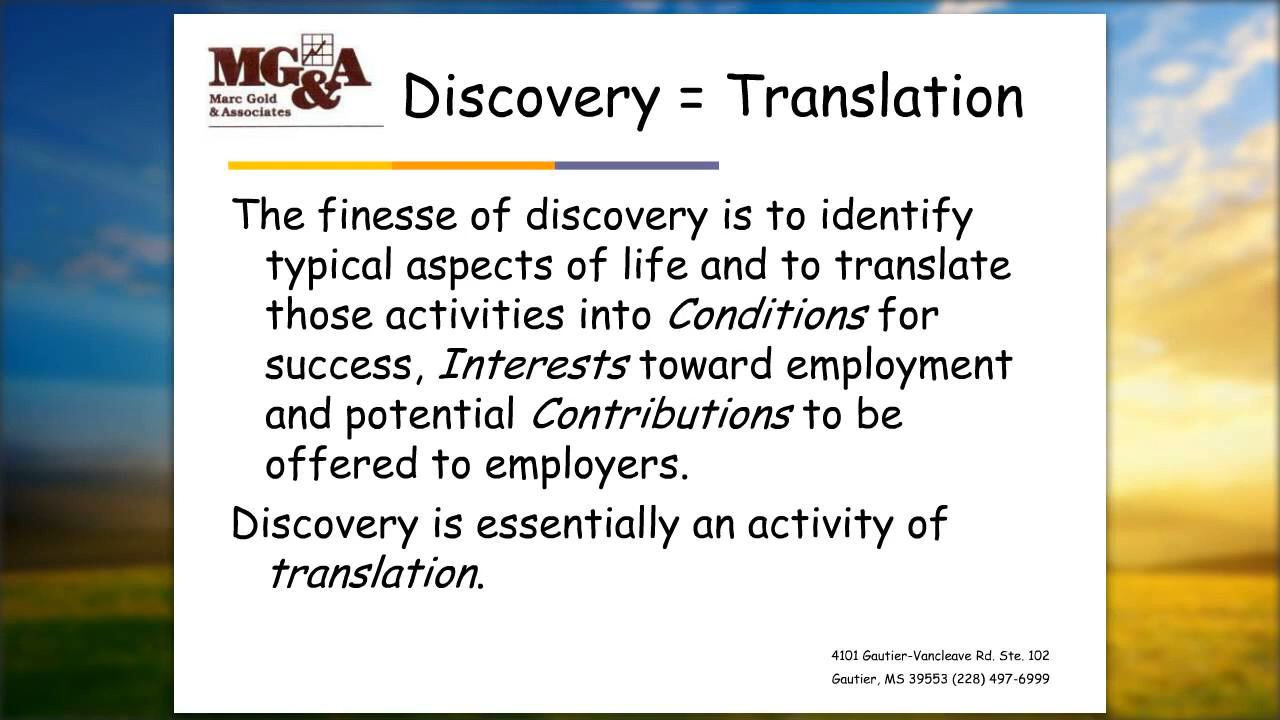 MG&A
Marc Gold
& Associates
Discovery = Translation
The finesse of discovery is to identify
typical aspects of life and to translate
those activities into Conditions for
success, Interests toward employment
and potential Contributions to be
offered to employers.
Discovery is essentially an activity of
translation.
4101 Gautier-Vancleave Rd. Ste. 102
Gautier, MS 39553 (228) 497-6999